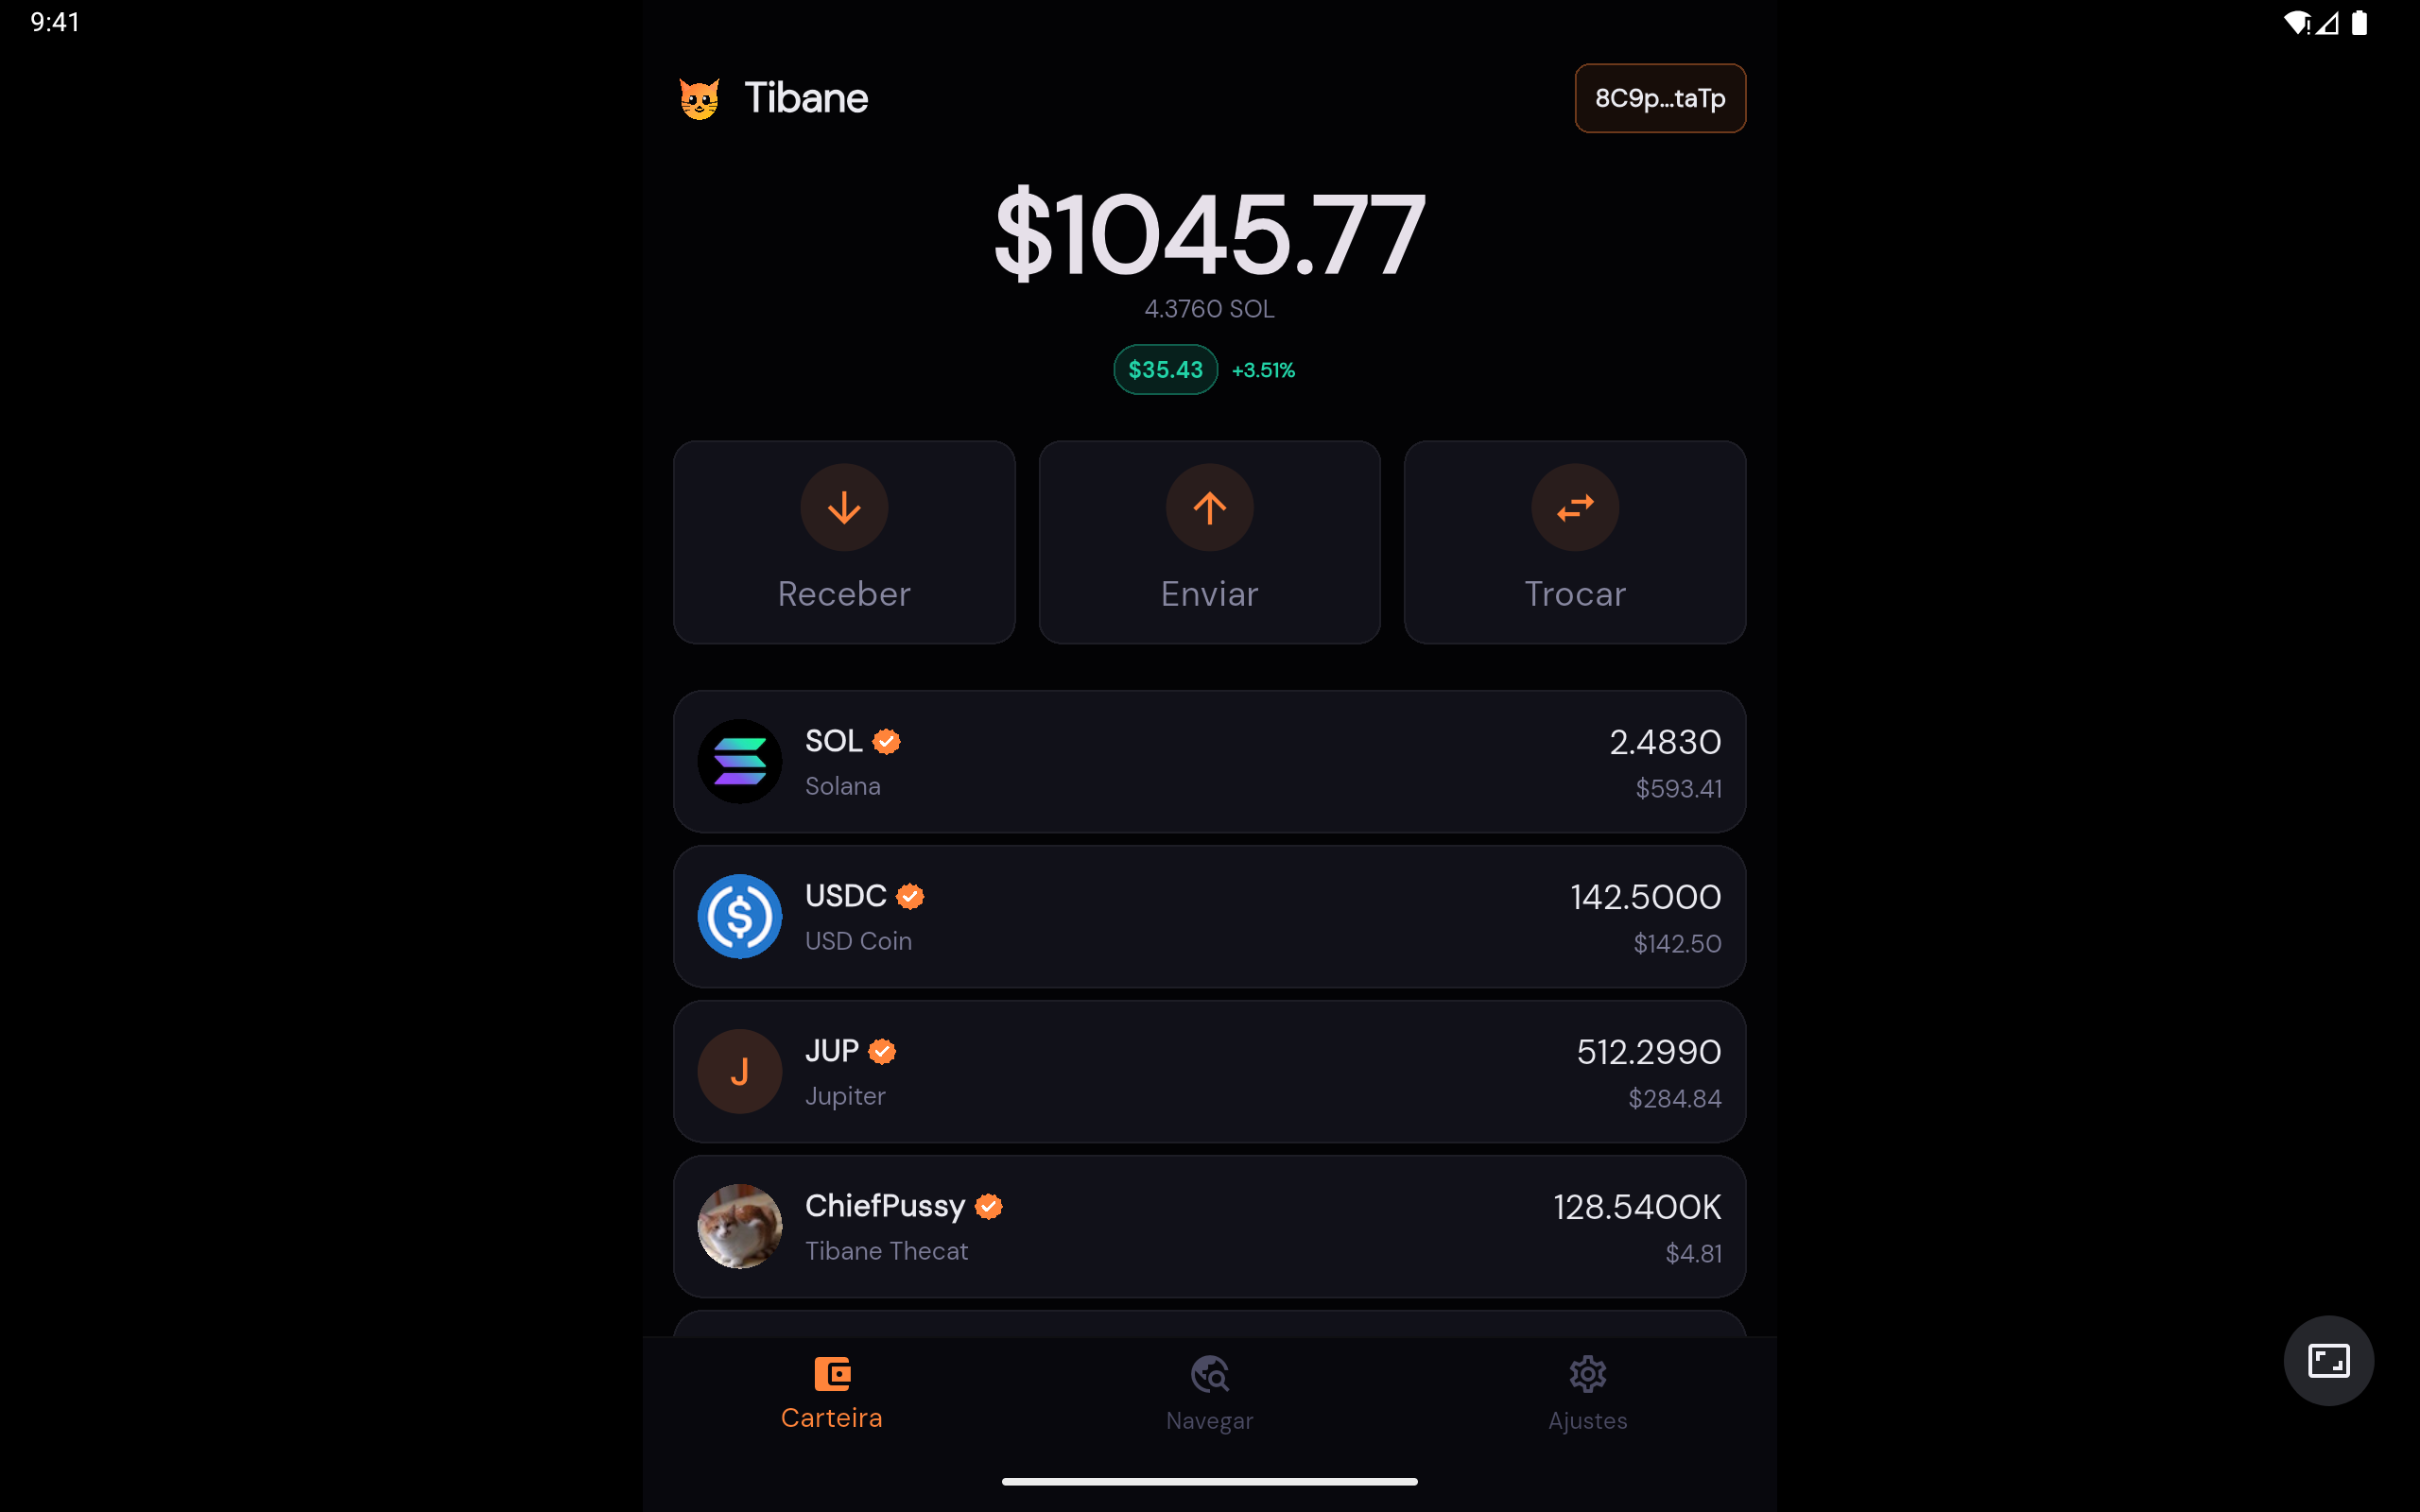 9:41
Tibane
8C9p...taTp
$1045.77
4.3760 SOL
$35.43 +3.51%
Receber
Enviar
Trocar
SOL
2.4830
Solana
$593.41
USDC
142.5000
USD Coin
$142.50
J
JUP
512.2990
Jupiter
$284.84
ChiefPussy
128.5400K
Tibane Thecat
$4.81
Carteira
Navegar
Ajustes